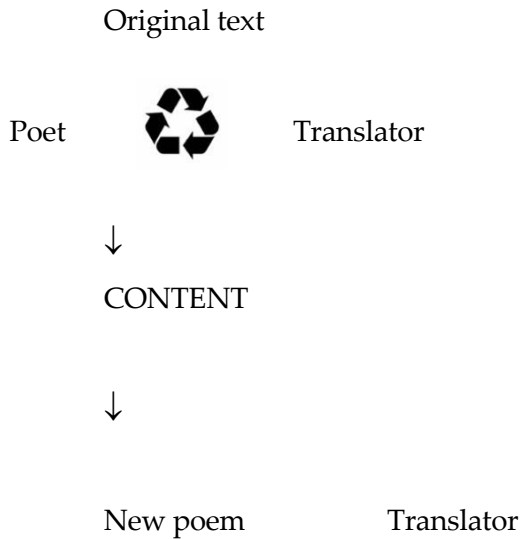 Original text
Poet Translator
↓
CONTENT
↓
New poem Translator